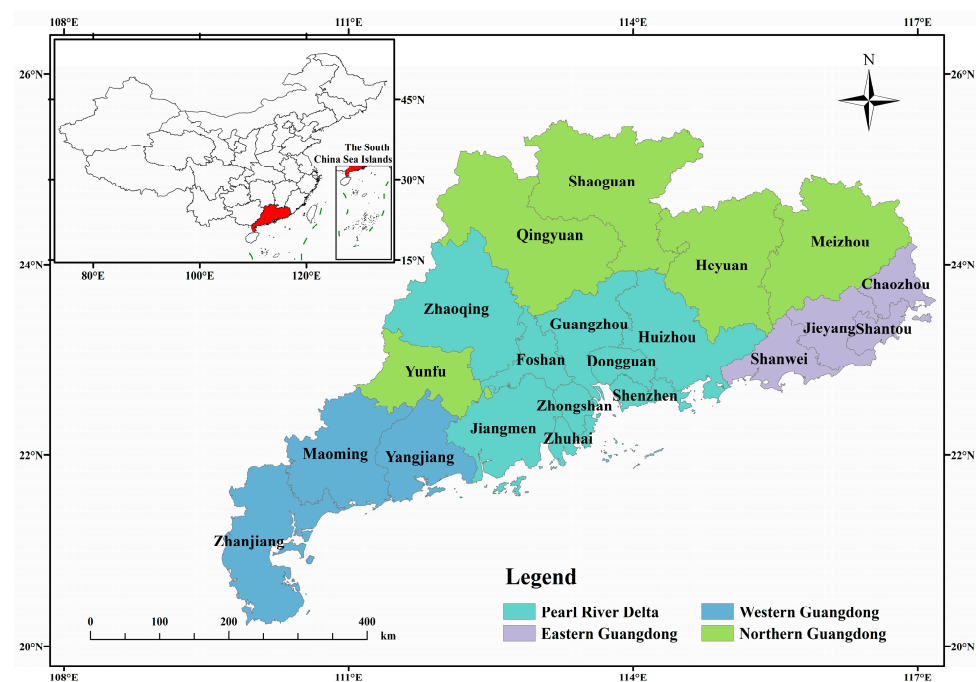 108°E 111°E 114°E 117°E
26°N
24°N
22°N
20°N
26°N
24°N
22°N
20°N
45°N
30°N
15°N
80°E 100°E 120°E
The South
China Sea Islands
N
Shaoguan
Qingyuan
Heyuan
Meizhou
Chaozhou
Zhaoqing
Guangzhou
Huizhou
Jieyang
Shantou
Foshan
Dongguan
Shanwei
Yunfu
Shenzhen
Zhongshan
Jiangmen
Zhuhai
Maoming
Yangjiang
Zhanjiang
Legend
Pearl River Delta
Western Guangdong
Eastern Guangdong
Northern Guangdong
0 100 200 300 400
km
108°E 111°E 114°E 117°E